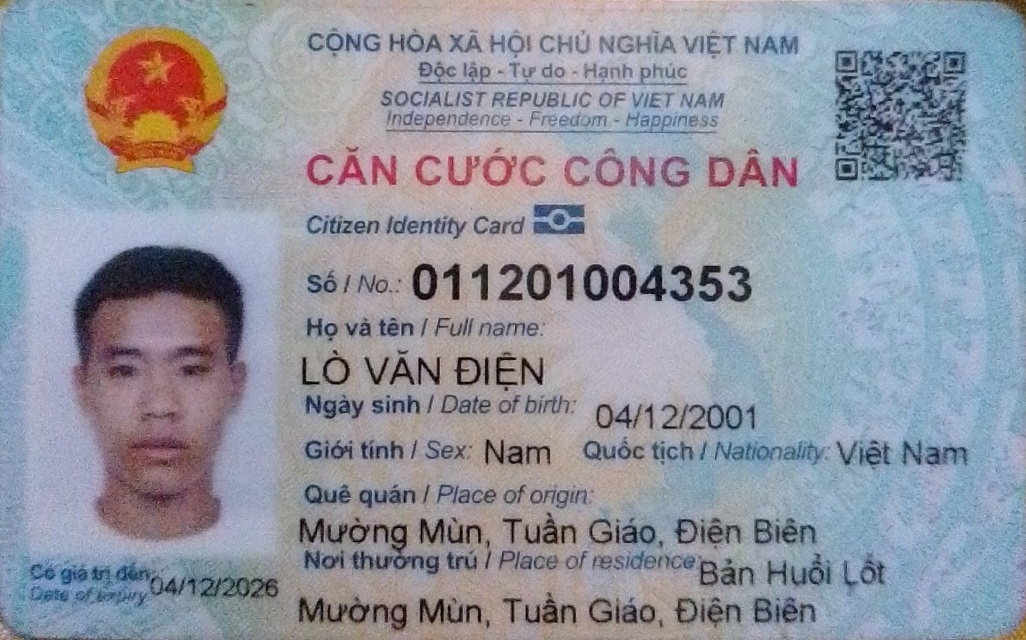 CỘNG HÒA XÃ HỘI CHỦ NGHĨA VIỆT NAM
Độc lập - Tự do - Hạnh phúc
SOCIALIST REPUBLIC OF VIET NAM
Independence - Freedom - Happiness
CĂN CƯỚC CÔNG DÂN
Citizen Identity Card
Số / No.: 011201004353
Họ và tên / Full name:
LÒ VĂN ĐIỆN
Ngày sinh / Date of birth: 04/12/2001
Giới tính / Sex: Nam Quốc tịch / Nationality: Việt Nam
Quê quán / Place of origin:
Mường Mùn, Tuần Giáo, Điện Biên
Nơi thường trú / Place of residence: Bản Huổi Lốt
Mường Mùn, Tuần Giáo, Điện Biên
Có giá trị đến: 04/12/2026
Date of expiry